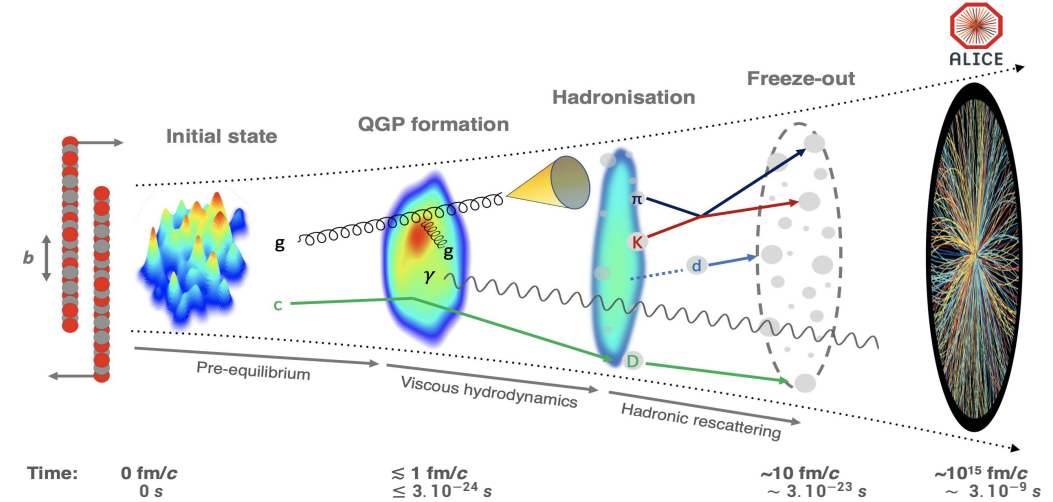 ALICE
Freeze-out
Hadronisation
QGP formation
Initial state
b
g
g
γ
c
π
K
d
D
Pre-equilibrium
Viscous hydrodynamics
Hadronic rescattering
Time: 0 fm/c ≲ 1 fm/c ~10 fm/c ~10¹⁵ fm/c
0 s ≤ 3.10⁻²⁴ s ~ 3.10⁻²³ s ~ 3.10⁻⁹ s